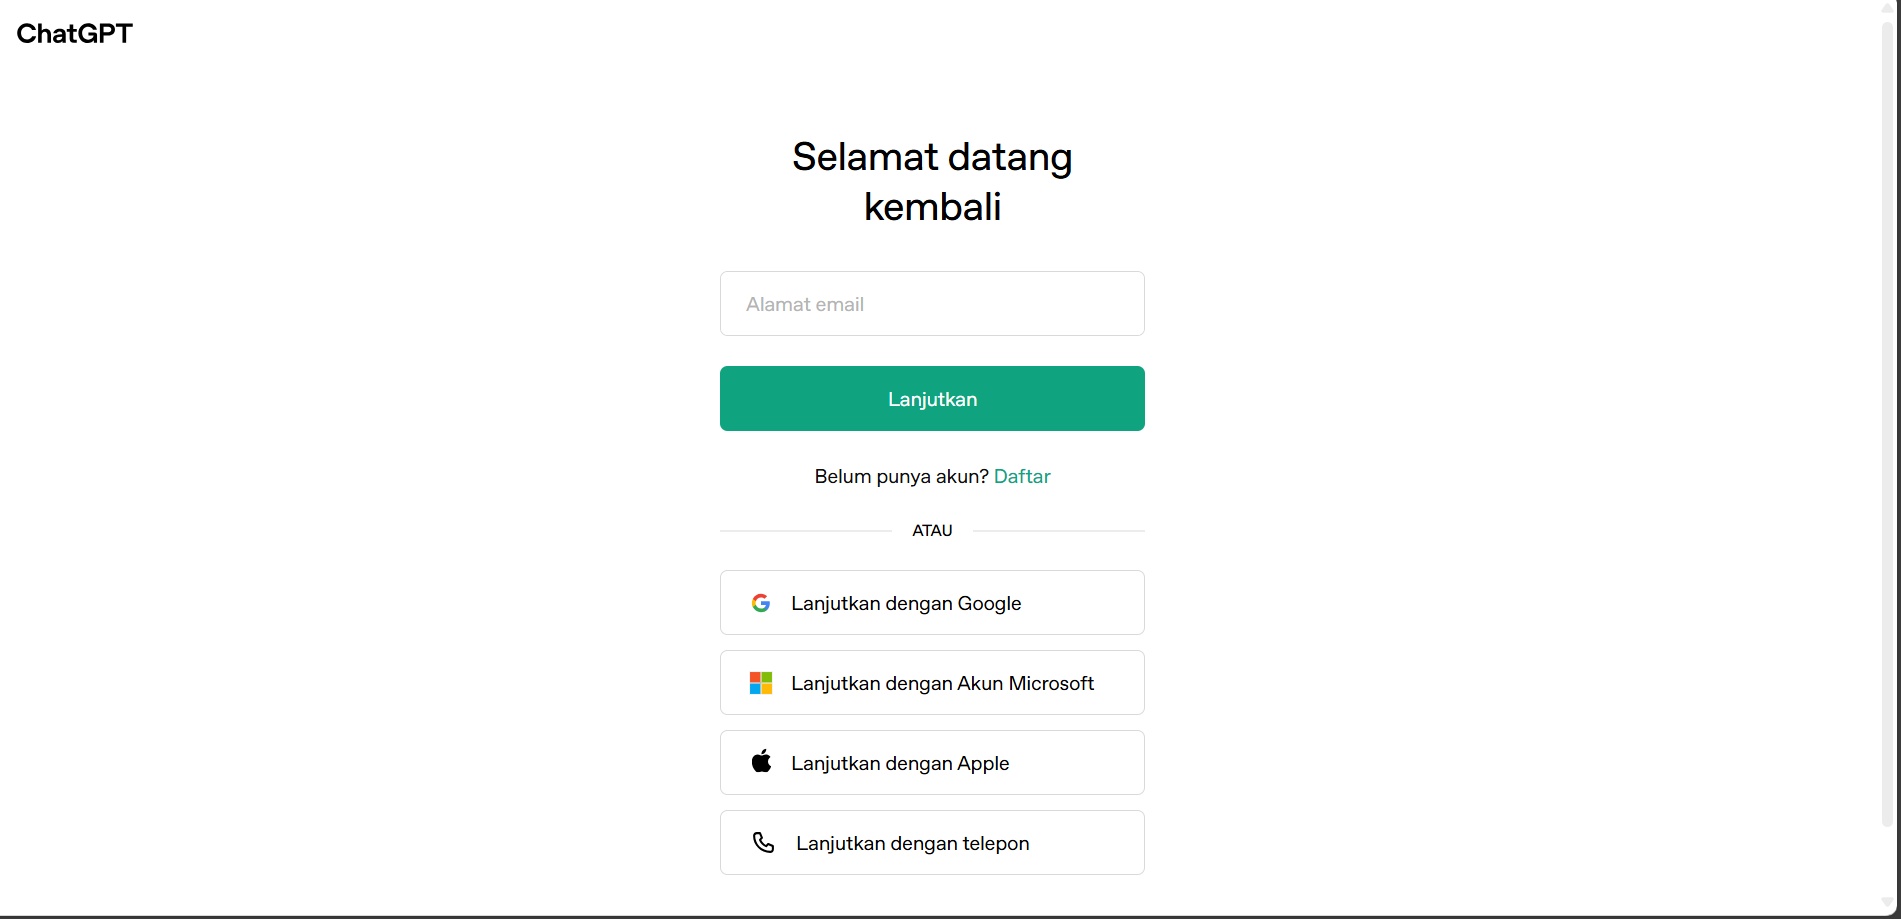 ChatGPT
Selamat datang
kembali
Alamat email
Lanjutkan
Belum punya akun? Daftar
ATAU
Lanjutkan dengan Google
Lanjutkan dengan Akun Microsoft
Lanjutkan dengan Apple
Lanjutkan dengan telepon